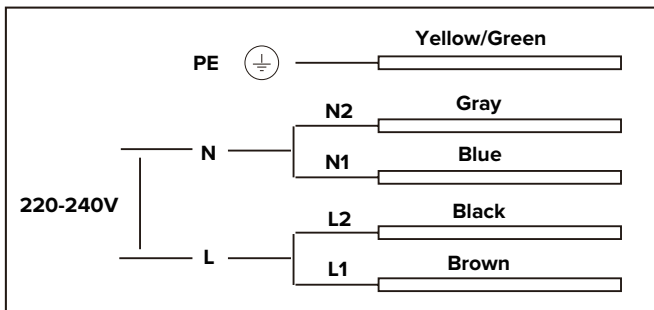 Yellow/Green
PE
N2
Gray
N
N1
Blue
220-240V
L2
Black
L
L1
Brown